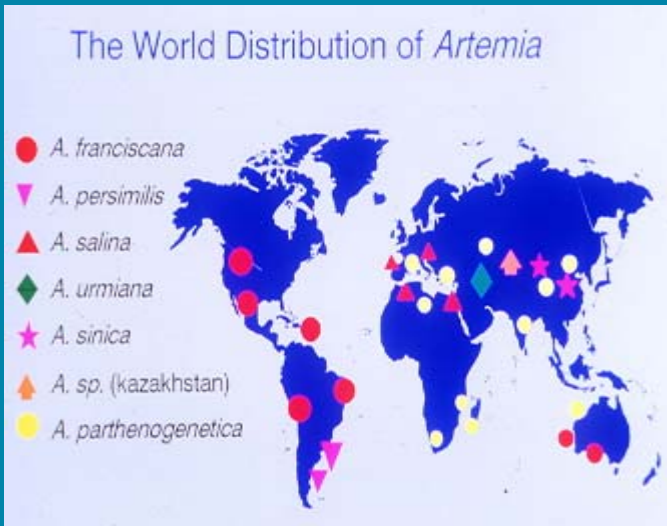 The World Distribution of Artemia
A. franciscana
A. persimilis
A. salina
A. urmiana
A. sinica
A. sp. (kazakhstan)
A. parthenogenetica